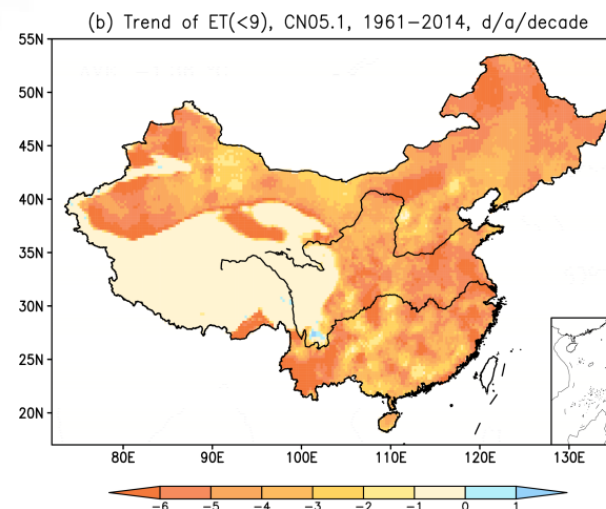 (b) Trend of ET(<9), CN05.1, 1961−2014, d/a/decade
55N
50N
45N
40N
35N
30N
25N
20N
80E 90E 100E 110E 120E 130E
−6 −5 −4 −3 −2 −1 0 1